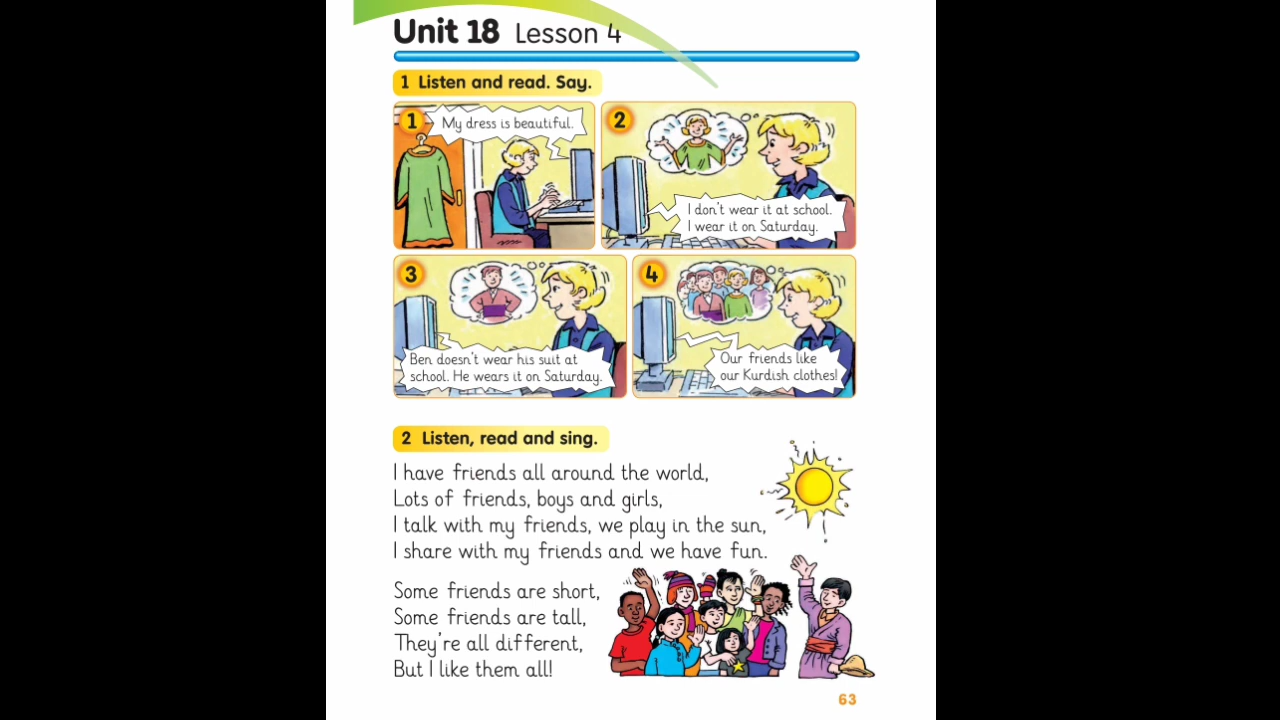 Unit 18 Lesson 4
1 Listen and read. Say.
1
My dress is beautiful.
2
I don't wear it at school.
I wear it on Saturday.
3
Ben doesn't wear his suit at
school. He wears it on Saturday.
4
Our friends like
our Kurdish clothes!
2 Listen, read and sing.
I have friends all around the world,
Lots of friends, boys and girls,
I talk with my friends, we play in the sun,
I share with my friends and we have fun.
Some friends are short,
Some friends are tall,
They're all different,
But I like them all!
63